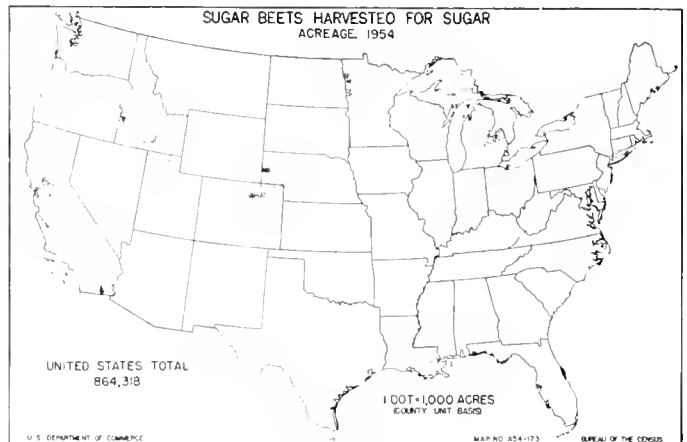 SUGAR BEETS HARVESTED FOR SUGAR
ACREAGE, 1954
UNITED STATES TOTAL
864,318
1 DOT=1,000 ACRES
(COUNTY UNIT BASIS)
U S DEPARTMENT OF COMMERCE
MAP NO A54-173
BUREAU OF THE CENSUS